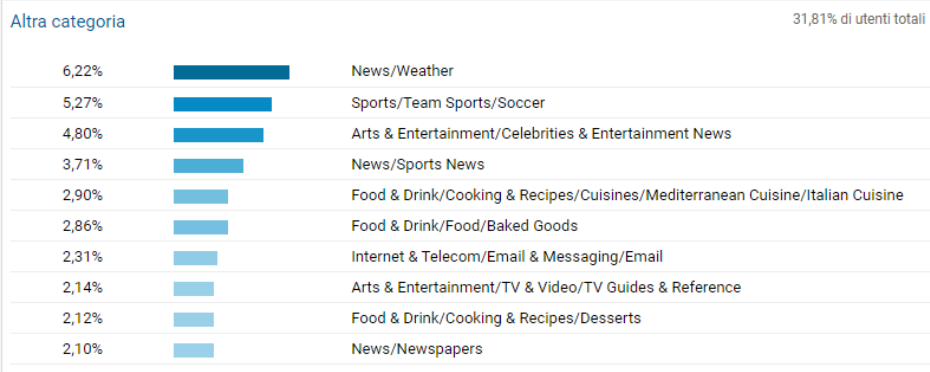 Altra categoria 31,81% di utenti totali
6,22% News/Weather
5,27% Sports/Team Sports/Soccer
4,80% Arts & Entertainment/Celebrities & Entertainment News
3,71% News/Sports News
2,90% Food & Drink/Cooking & Recipes/Cuisines/Mediterranean Cuisine/Italian Cuisine
2,86% Food & Drink/Food/Baked Goods
2,31% Internet & Telecom/Email & Messaging/Email
2,14% Arts & Entertainment/TV & Video/TV Guides & Reference
2,12% Food & Drink/Cooking & Recipes/Desserts
2,10% News/Newspapers